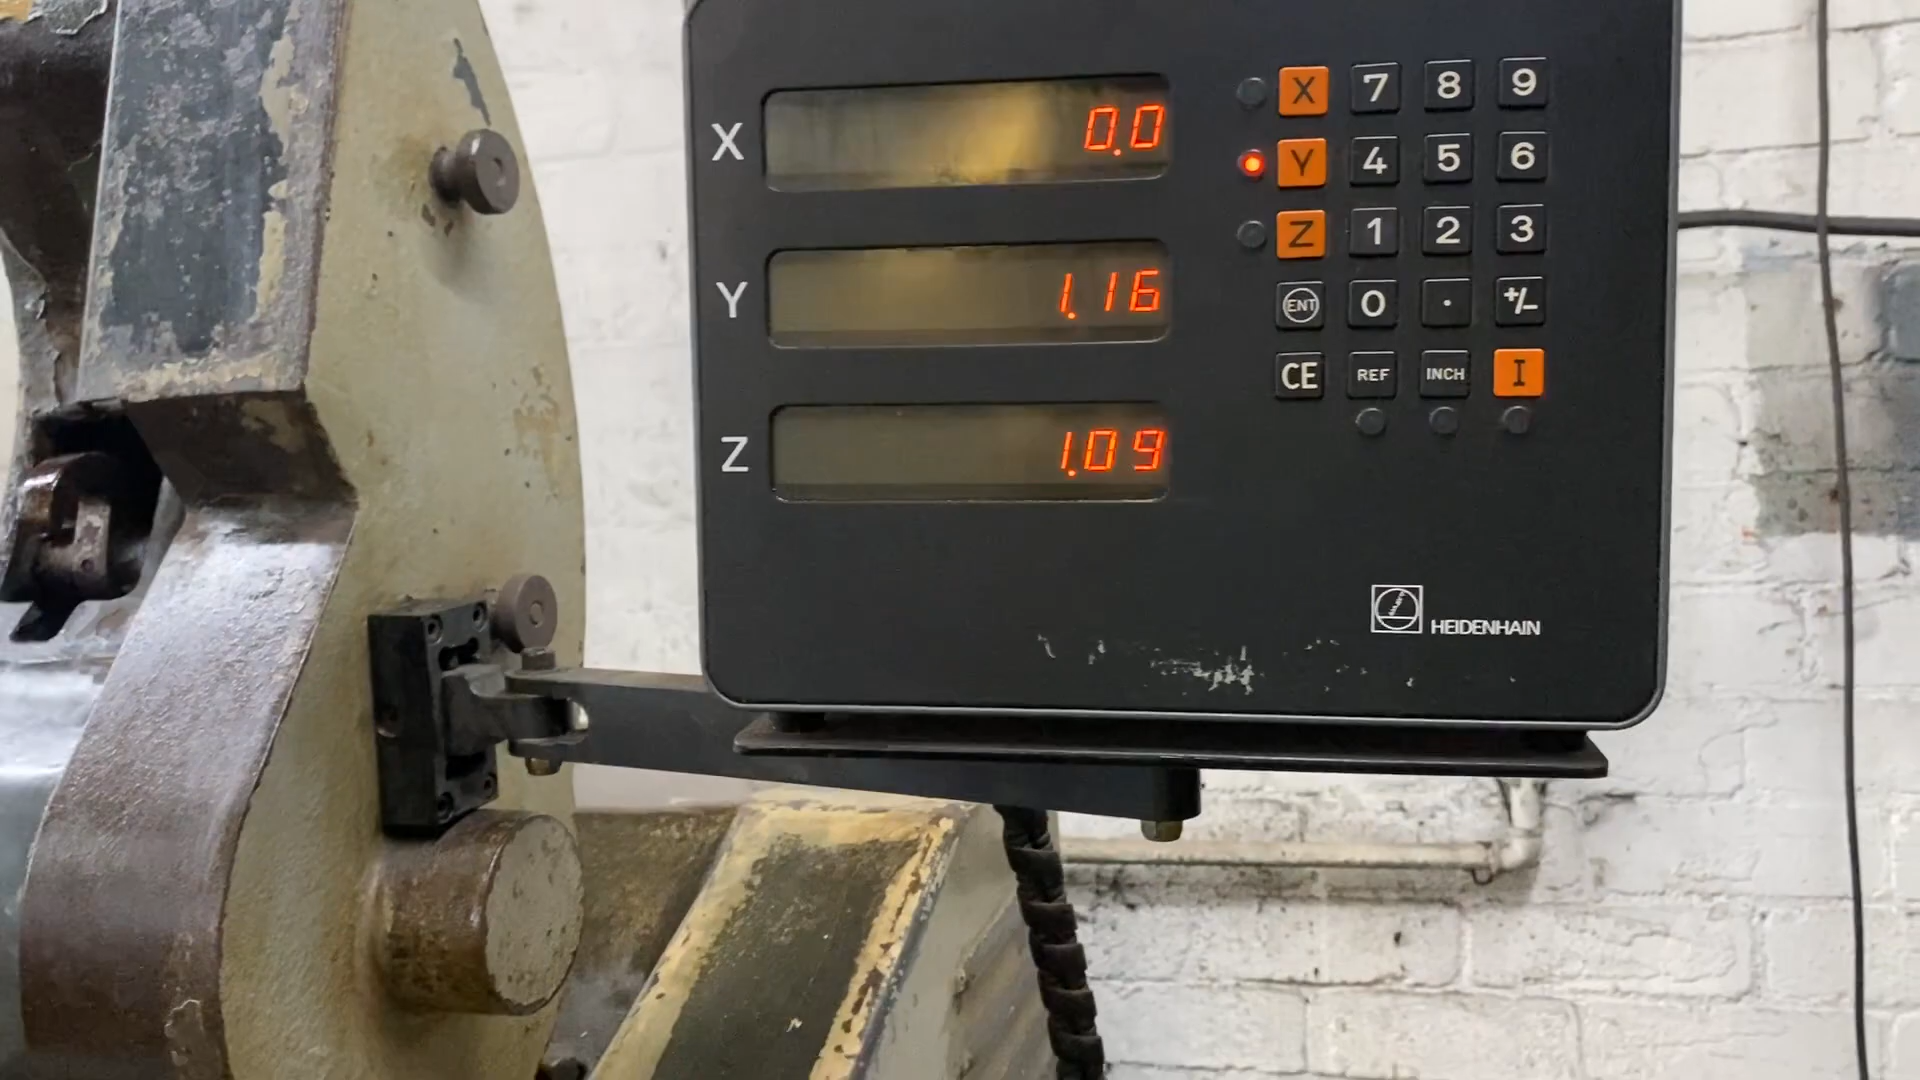 X 0.0
Y 1.16
Z 1.09
X 7 8 9
Y 4 5 6
Z 1 2 3
ENT 0 . +/-
CE REF INCH I
HEIDENHAIN